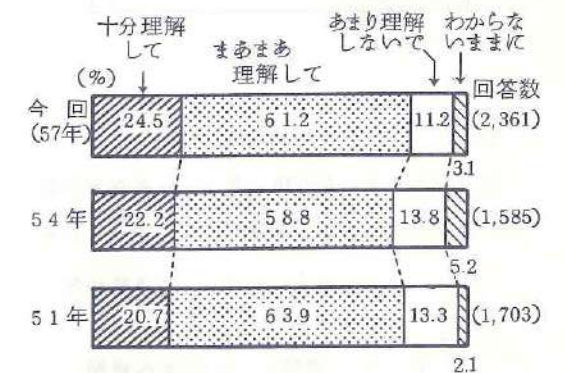 十分理解して
まあまあ理解して
あまり理解しないで
わからないままに
(%)
回答数
今回(57年) 24.5 61.2 11.2 3.1 (2,361)
54年 22.2 58.8 13.8 5.2 (1,585)
51年 20.7 63.9 13.3 2.1 (1,703)